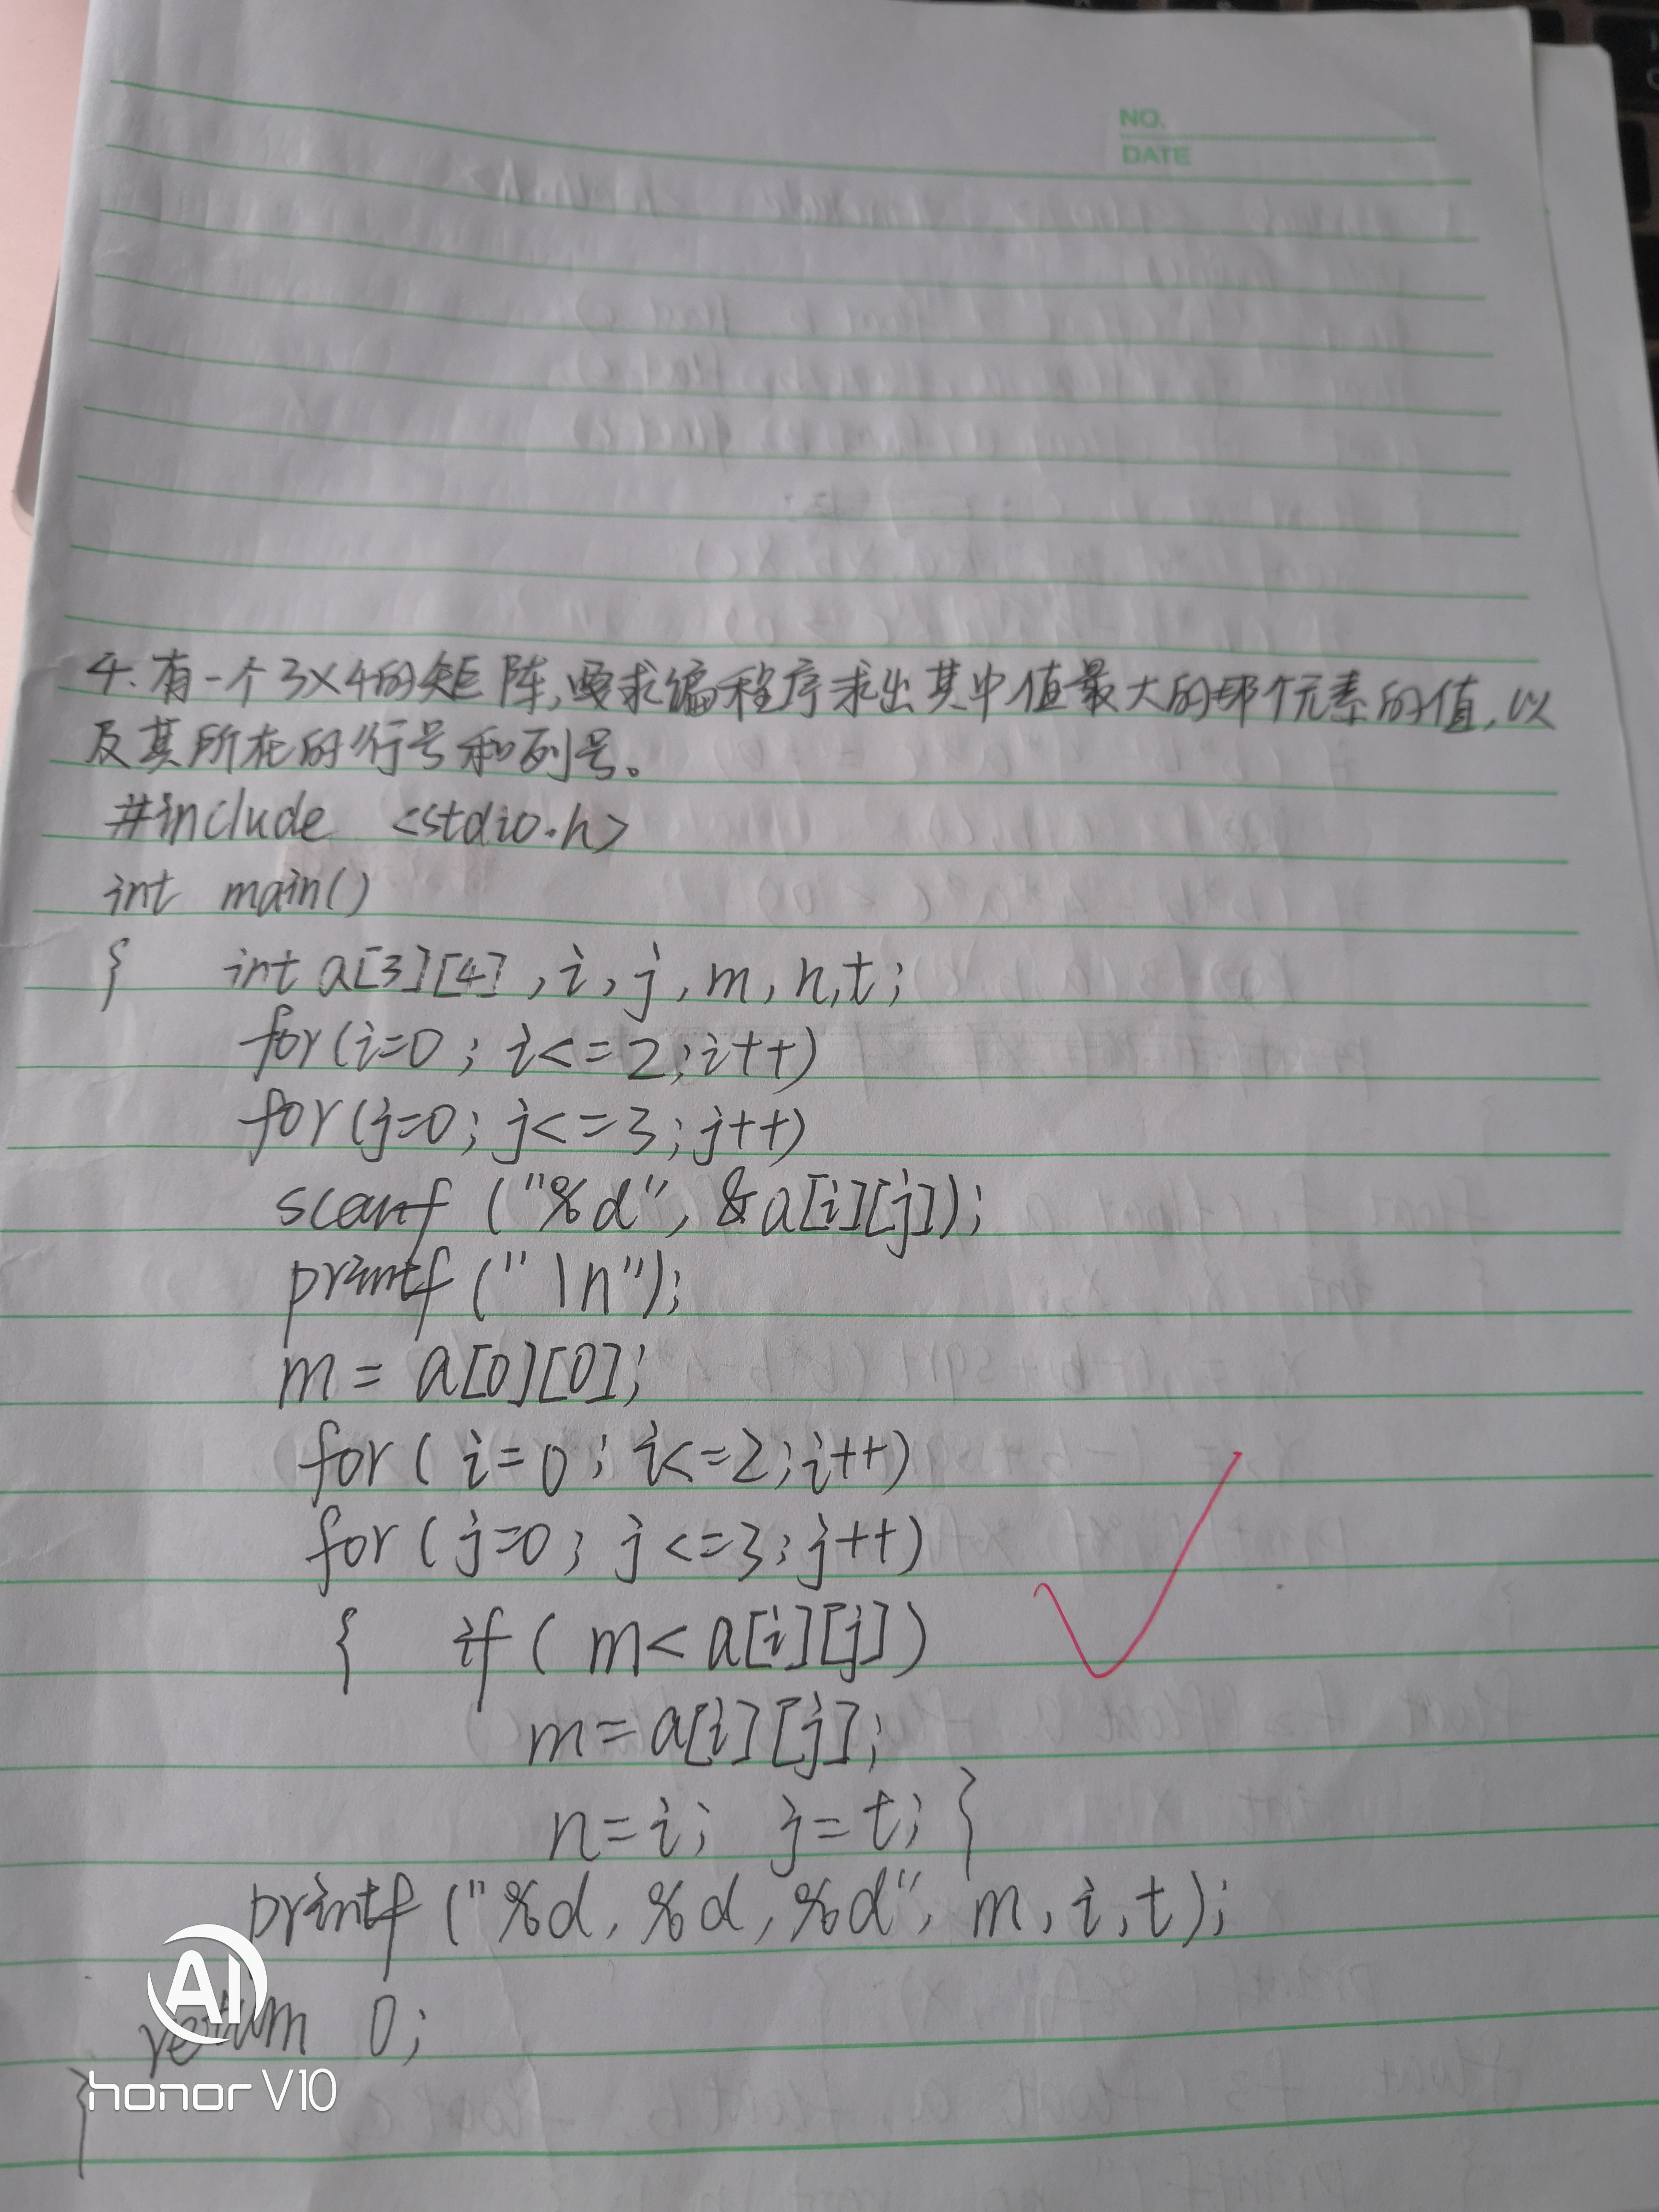 NO.
DATE
4.有一个3×4的矩阵,要求编程序求出其中值最大的那个元素的值,以
及其所在的行号和列号。
#include <stdio.h>
int main()
{ int a[3][4],i,j,m,n,t;
for(i=0;i<=2;i++)
for(j=0;j<=3;j++)
scanf ("%d", &a[i][j]);
printf("\n");
m = a[0][0];
for(i=0;i<=2;i++)
for(j=0;j<=3;j++)
{ if(m<a[i][j])
m=a[i][j];
n=i; j=t;}
printf("%d,%d,%d", m,i,t);
AI
return 0;
honor V10
}